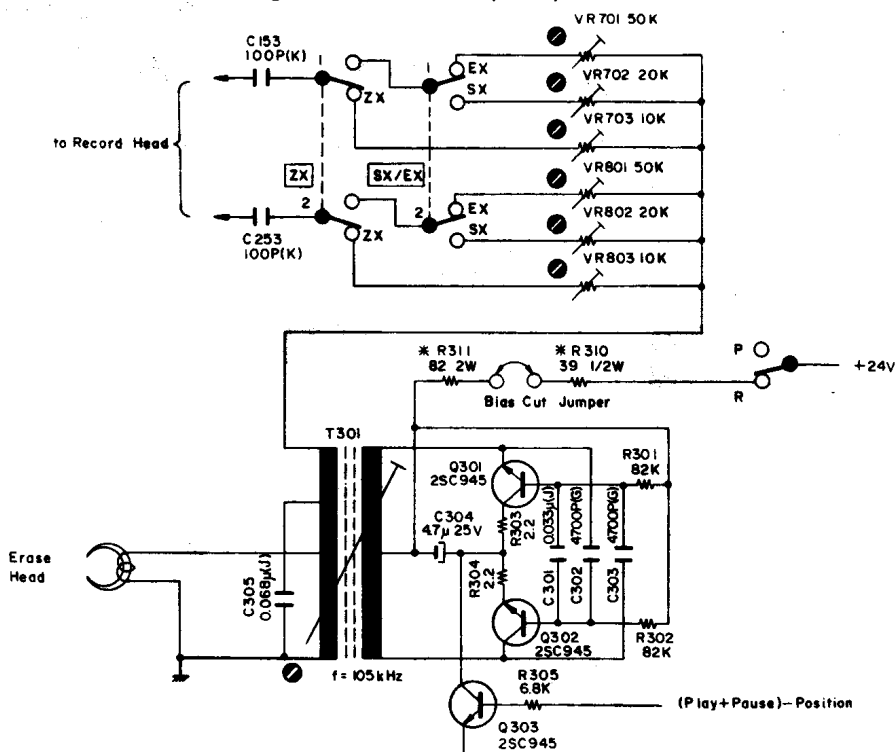 VR701 50K
C153
100P(K)
EX
VR702 20K
ZX
SX
VR703 10K
to Record Head
ZX
SX/EX
VR801 50K
2
2
EX
VR802 20K
ZX
SX
C253
100P(K)
VR803 10K
* R311
82 2W
* R310
39 1/2W
P
+24V
R
Bias Cut Jumper
T301
Q301
2SC945
R301
82K
C304
4.7μ 25V
R303
2.2
0.033μ(J)
4700P(G)
4700P(G)
Erase
Head
C305
0.068μ(J)
R304
2.2
C301
C302
C303
Q302
2SC945
R302
82K
f = 105kHz
R305
6.8K
(Play+Pause)-Position
Q303
2SC945